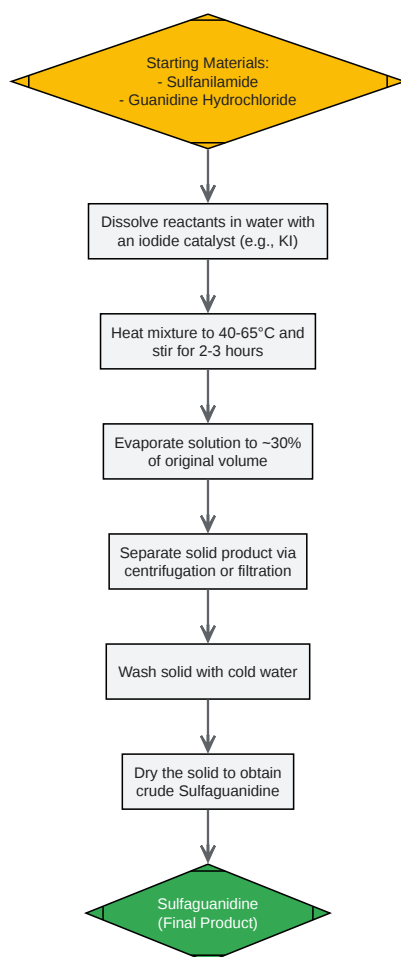 Starting Materials:
- Sulfanilamide
- Guanidine Hydrochloride
Dissolve reactants in water with
an iodide catalyst (e.g., KI)
Heat mixture to 40-65°C and
stir for 2-3 hours
Evaporate solution to ~30%
of original volume
Separate solid product via
centrifugation or filtration
Wash solid with cold water
Dry the solid to obtain
crude Sulfaguanidine
Sulfaguanidine
(Final Product)